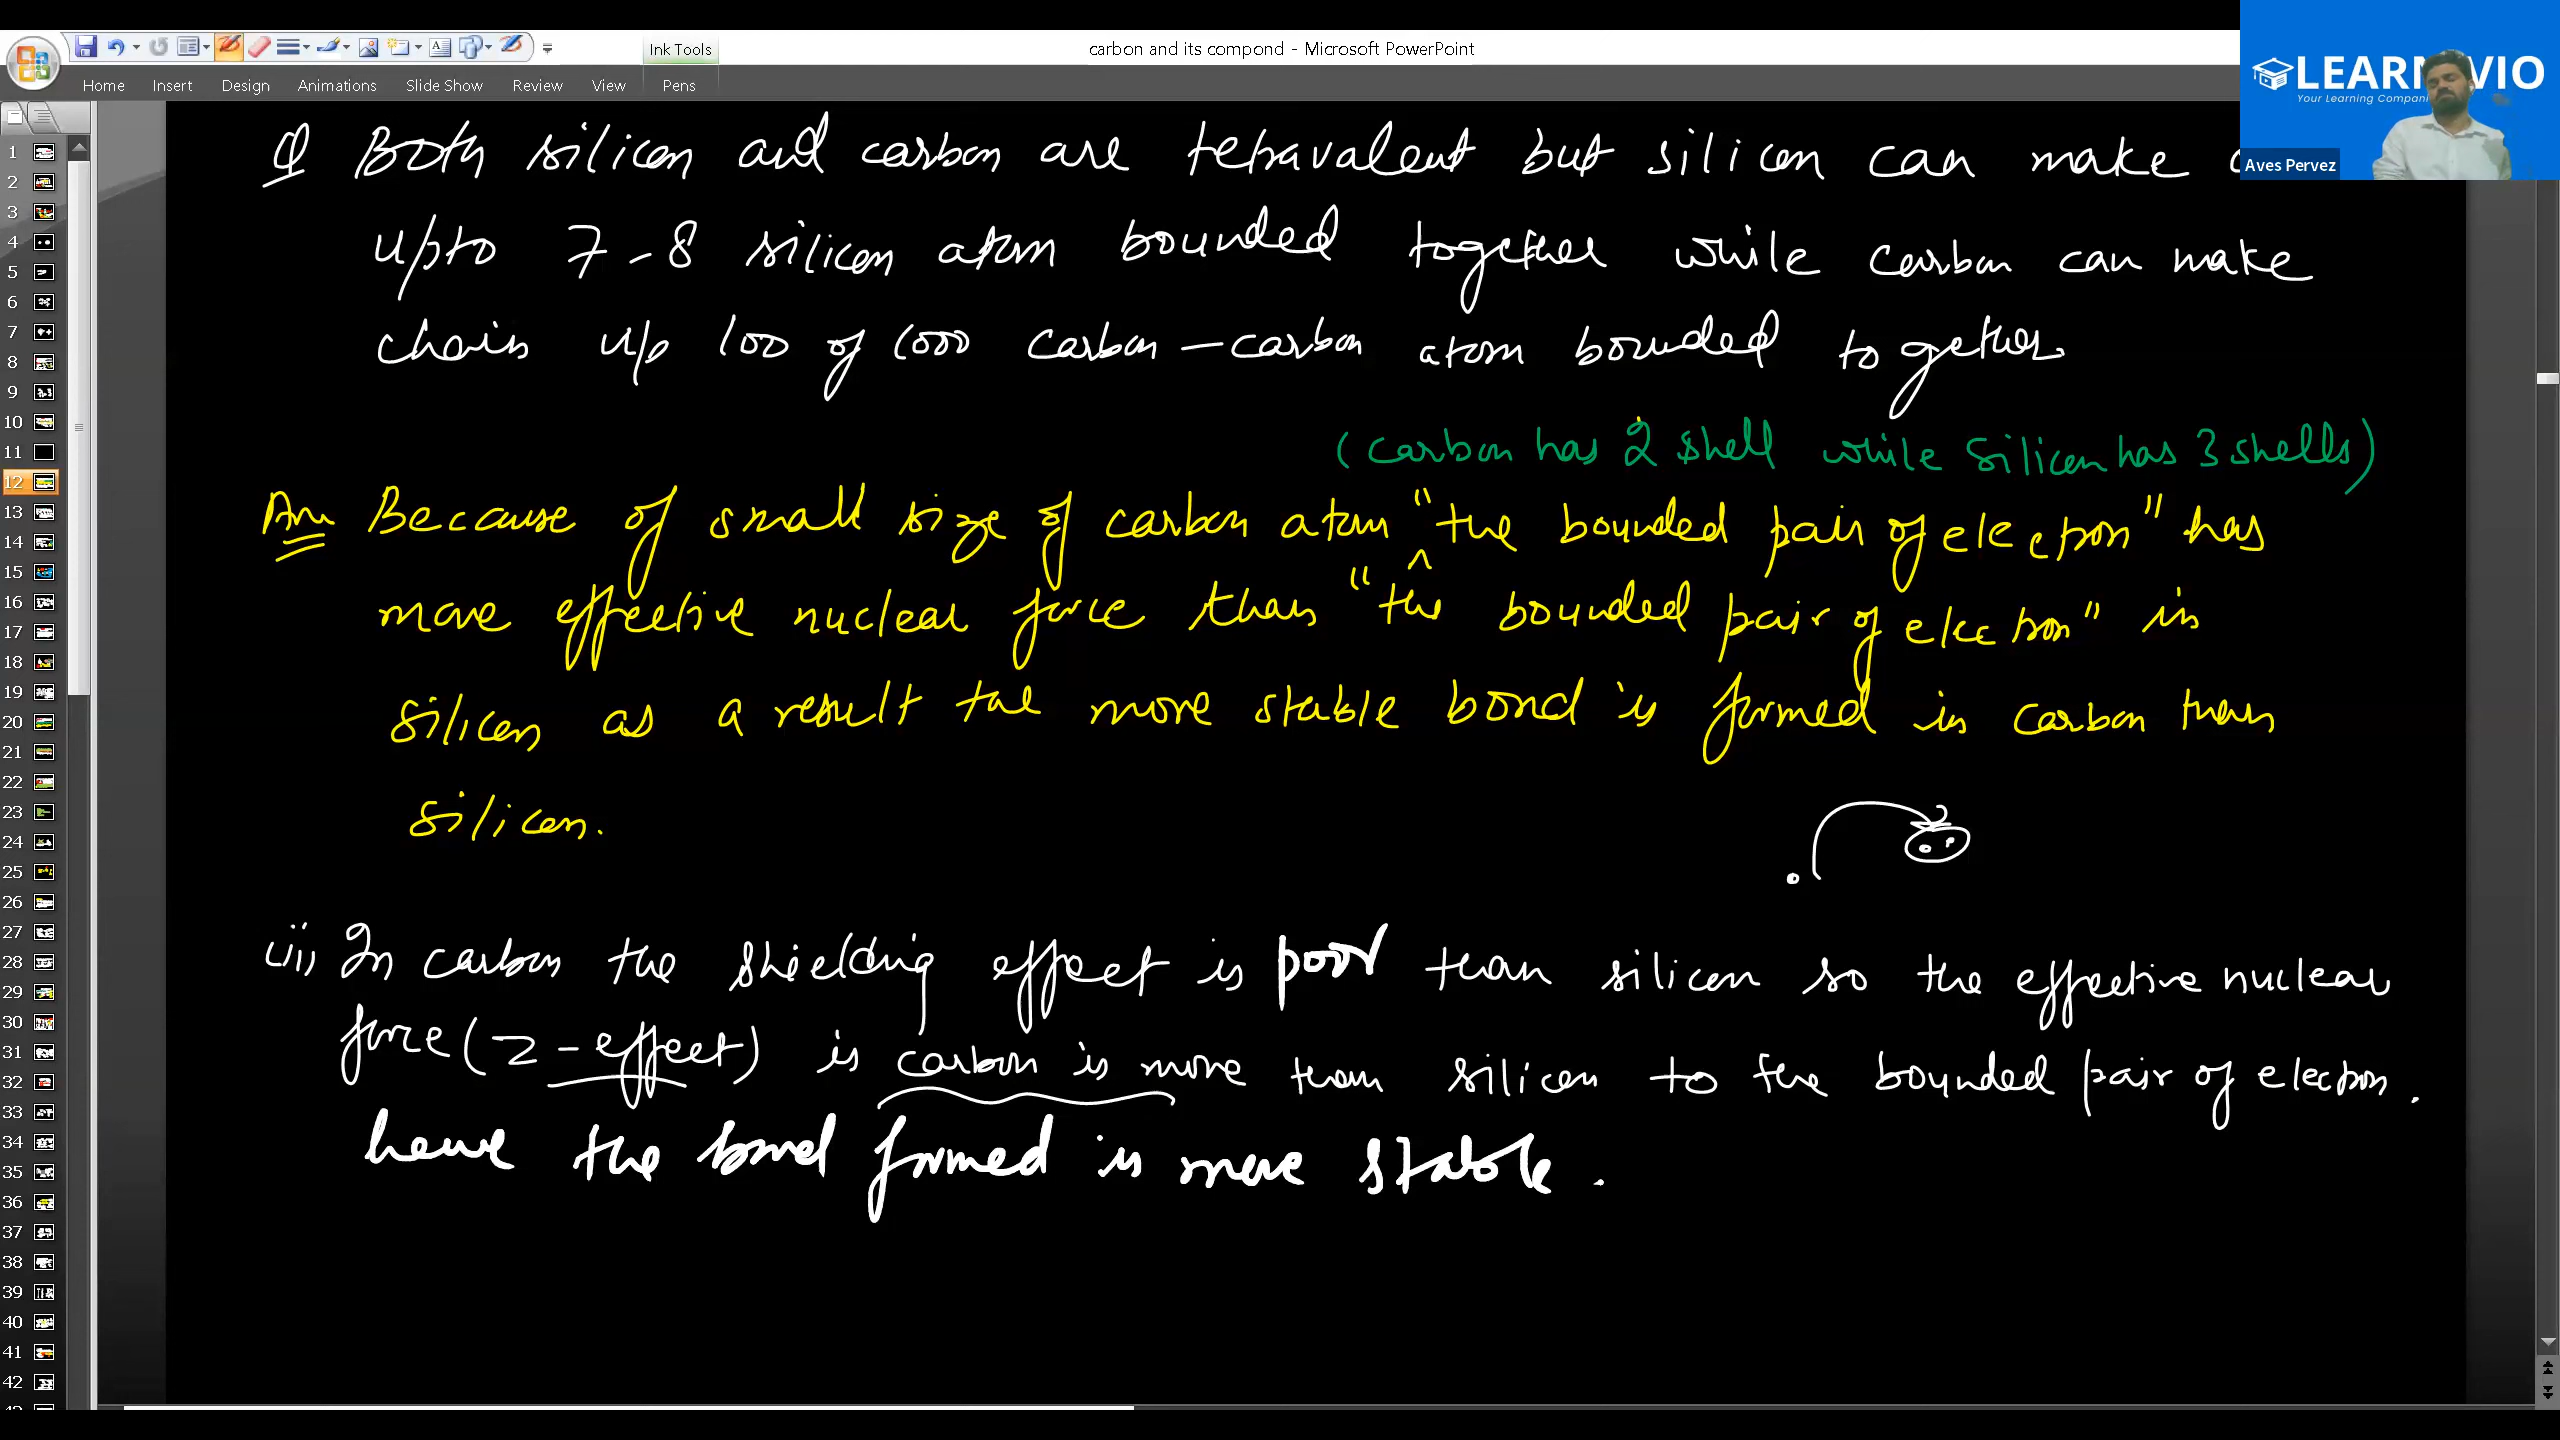 Ink Tools
carbon and its compond - Microsoft PowerPoint
Home Insert Design Animations Slide Show Review View Pens
LEARN VIO
Your Learning Compan
Aves Pervez
1
2
3
4
5
6
7
8
9
10
11
12
13
14
15
16
17
18
19
20
21
22
23
24
25
26
27
28
29
30
31
32
33
34
35
36
37
38
39
40
41
42
Q Both silicon and carbon are tetravalent but silicon can make
upto 7-8 silicon atom bounded together while carbon can make
chain up 100 of 1000 carbon-carbon atom bounded together.
(carbon has 2 shell while silicon has 3 shells)
Ans Because of small size of carbon atom "the bounded pair of electron" has
more effective nuclear force than "the bounded pair of electron" in
silicon as a result the more stable bond is formed in carbon than
silicon.
(ii) In carbon the shielding effect is poor than silicon so the effective nuclear
force (Z-effect) is carbon is more than silicon to the bounded pair of electron.
hence the bond formed is more stable.